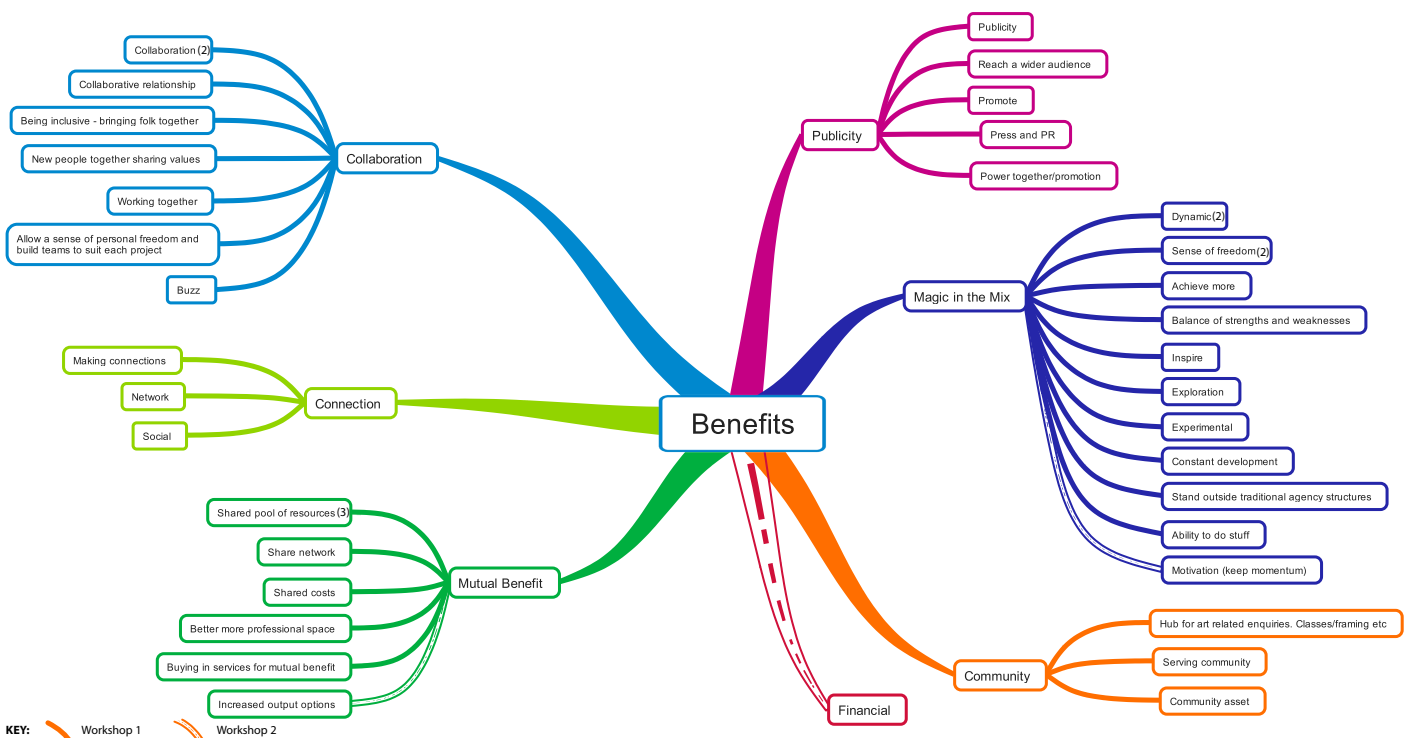 Benefits
Collaboration
Collaboration (2)
Collaborative relationship
Being inclusive - bringing folk together
New people together sharing values
Working together
Allow a sense of personal freedom and
build teams to suit each project
Buzz
Connection
Making connections
Network
Social
Mutual Benefit
Shared pool of resources (3)
Share network
Shared costs
Better more professional space
Buying in services for mutual benefit
Increased output options
Publicity
Publicity
Reach a wider audience
Promote
Press and PR
Power together/promotion
Magic in the Mix
Dynamic (2)
Sense of freedom (2)
Achieve more
Balance of strengths and weaknesses
Inspire
Exploration
Experimental
Constant development
Stand outside traditional agency structures
Ability to do stuff
Motivation (keep momentum)
Community
Hub for art related enquiries. Classes/framing etc
Serving community
Community asset
Financial
KEY: Workshop 1 Workshop 2